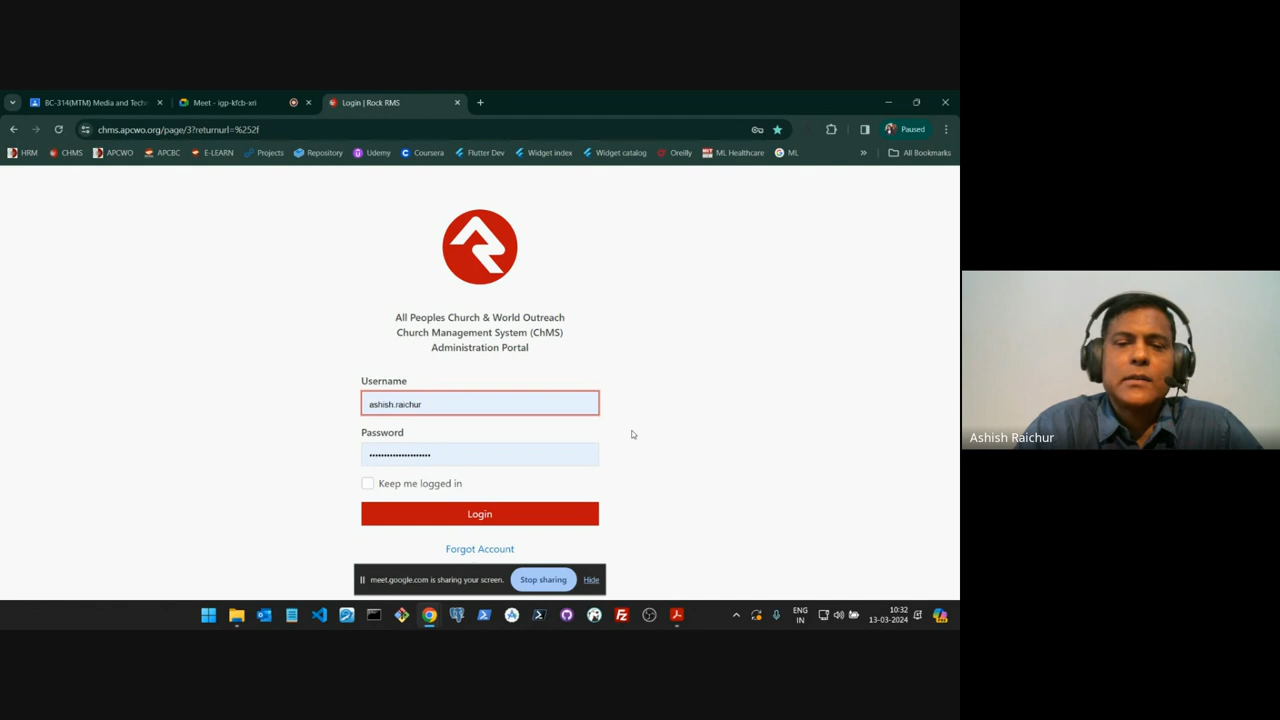 BC-314(MTM) Media and Techn
Meet - igp-kfcb-xri
Login | Rock RMS
chms.apcwo.org/page/3?returnurl=%252f
Paused
HRM
CHMS
APCWO
APCBC
E-LEARN
Projects
Repository
Udemy
Coursera
Flutter Dev
Widget index
Widget catalog
Oreilly
ML Healthcare
ML
All Bookmarks
All Peoples Church & World Outreach
Church Management System (ChMS)
Administration Portal
Username
ashish.raichur
Password
Keep me logged in
Login
Forgot Account
meet.google.com is sharing your screen.
Stop sharing
Hide
ENG
IN
10:32
13-03-2024
Ashish Raichur